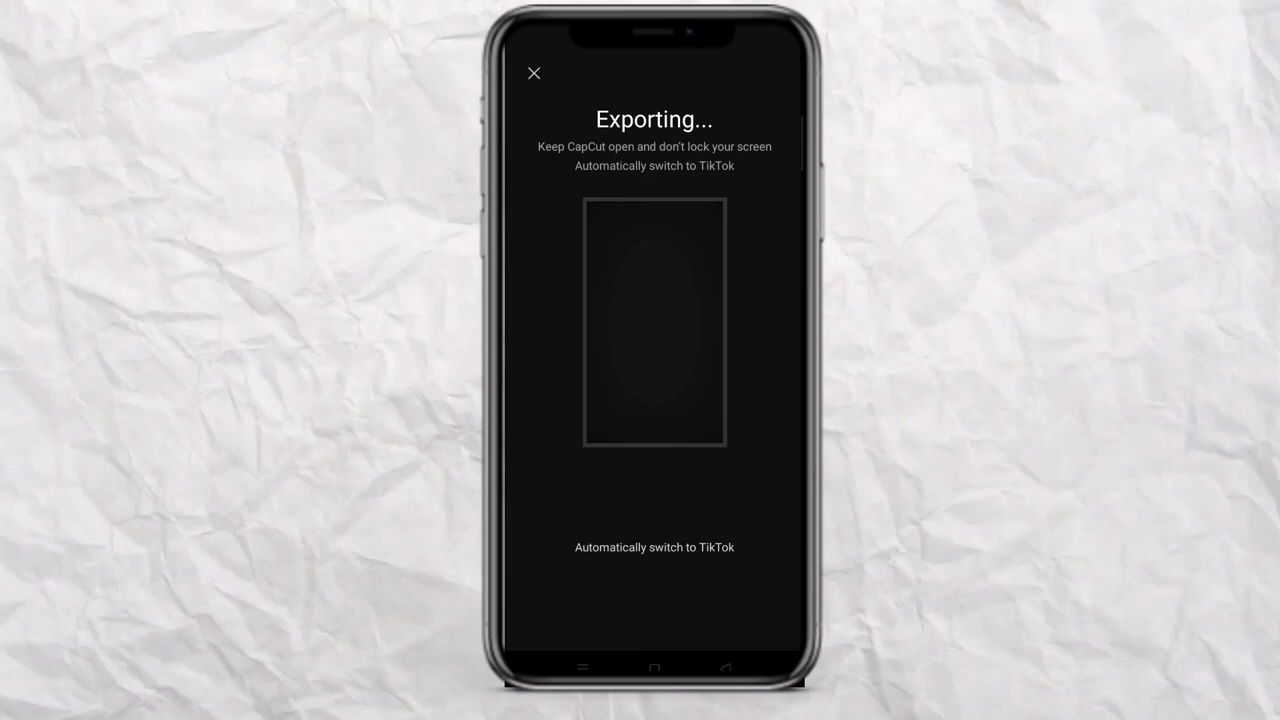 Exporting...
Keep CapCut open and don't lock your screen
Automatically switch to TikTok
Automatically switch to TikTok